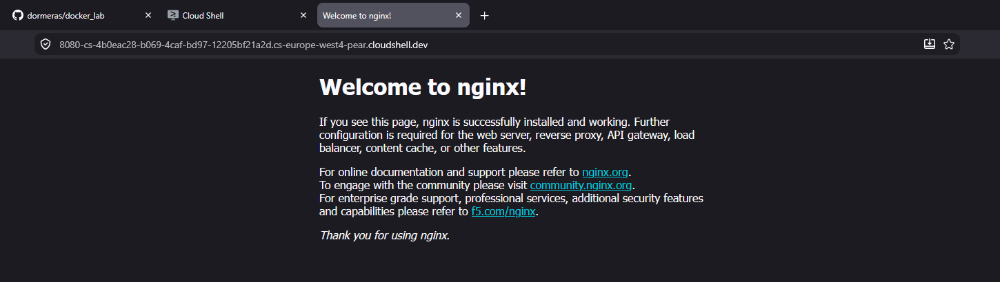 dormeras/docker_lab
Cloud Shell
Welcome to nginx!
8080-cs-4b0eac28-b069-4caf-bd97-12205bf21a2d.cs-europe-west4-pear.cloudshell.dev
Welcome to nginx!
If you see this page, nginx is successfully installed and working. Further
configuration is required for the web server, reverse proxy, API gateway, load
balancer, content cache, or other features.
For online documentation and support please refer to nginx.org.
To engage with the community please visit community.nginx.org.
For enterprise grade support, professional services, additional security features
and capabilities please refer to f5.com/nginx.
Thank you for using nginx.